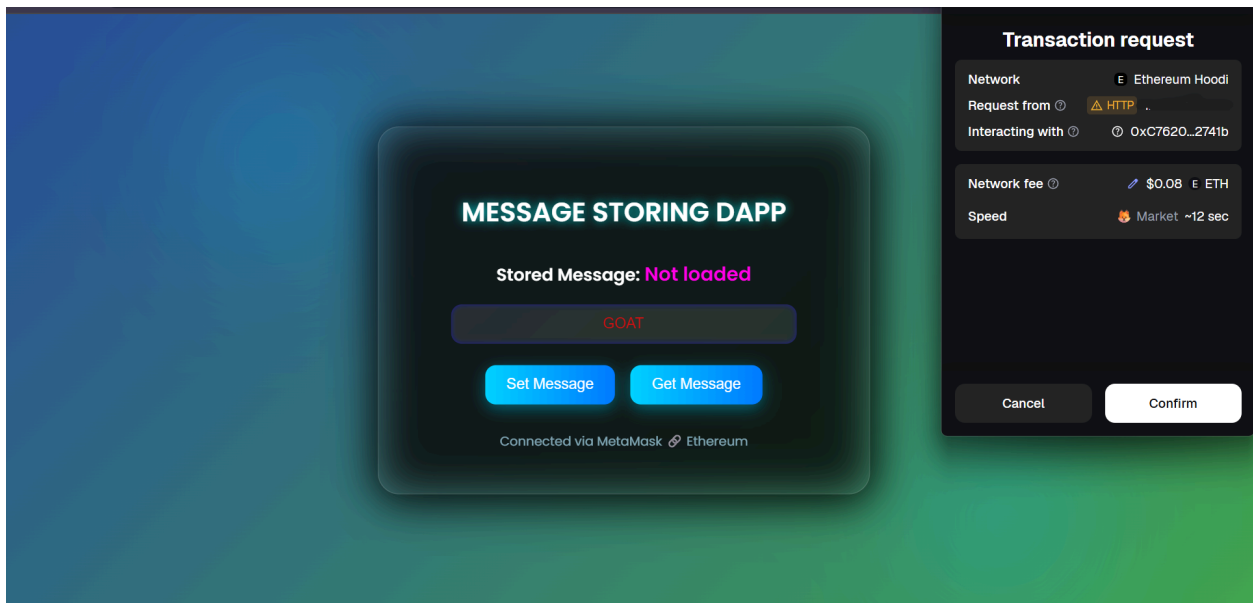 MESSAGE STORING DAPP
Stored Message: Not loaded
GOAT
Set Message Get Message
Connected via MetaMask 🔗 Ethereum
Transaction request
Network E Ethereum Hoodi
Request from ? ⚠ HTTP
Interacting with ? ? 0xC7620...2741b
Network fee ? $0.08 E ETH
Speed 🦊 Market ~12 sec
Cancel Confirm